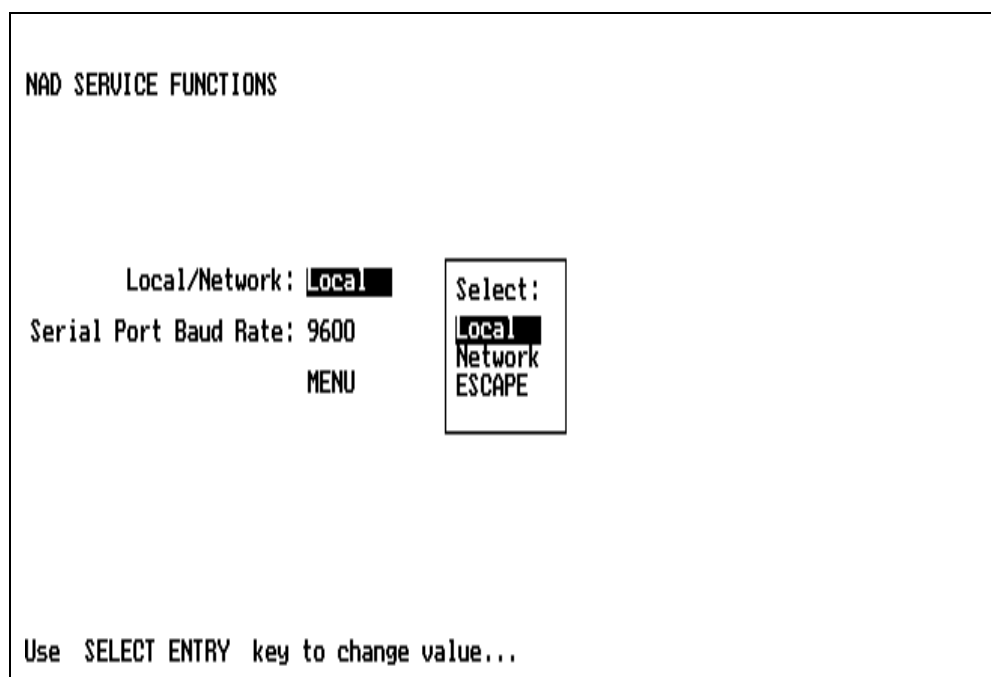 NAD SERVICE FUNCTIONS
Local/Network: Local
Serial Port Baud Rate: 9600
MENU
Select:
Local
Network
ESCAPE
Use SELECT ENTRY key to change value...